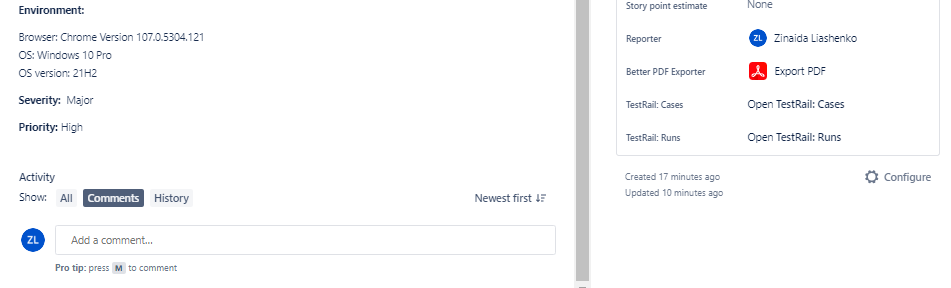 Environment:
Browser: Chrome Version 107.0.5304.121
OS: Windows 10 Pro
OS version: 21H2
Severity: Major
Priority: High
Activity
Show: All Comments History Newest first
ZL Add a comment...
Pro tip: press M to comment
Story point estimate None
Reporter ZL Zinaida Liashenko
Better PDF Exporter Export PDF
TestRail: Cases Open TestRail: Cases
TestRail: Runs Open TestRail: Runs
Created 17 minutes ago Configure
Updated 10 minutes ago